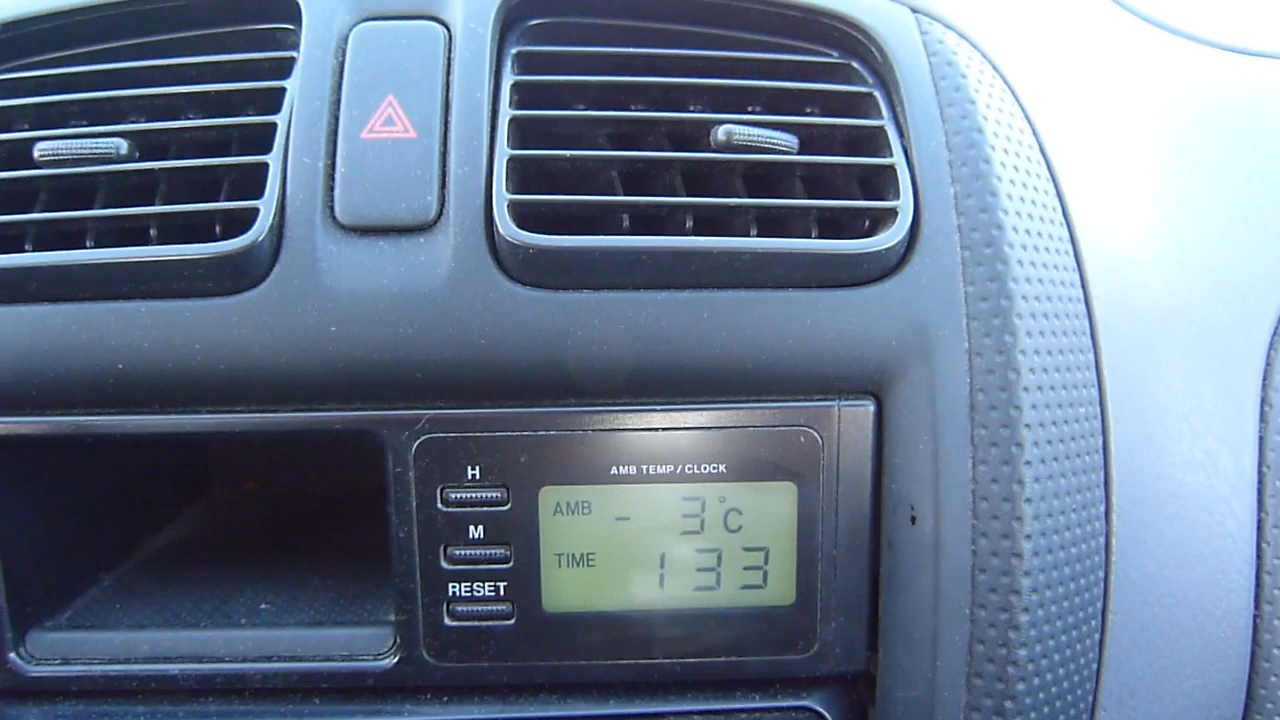 H
M
RESET
AMB TEMP / CLOCK
AMB - 3°C
TIME 133